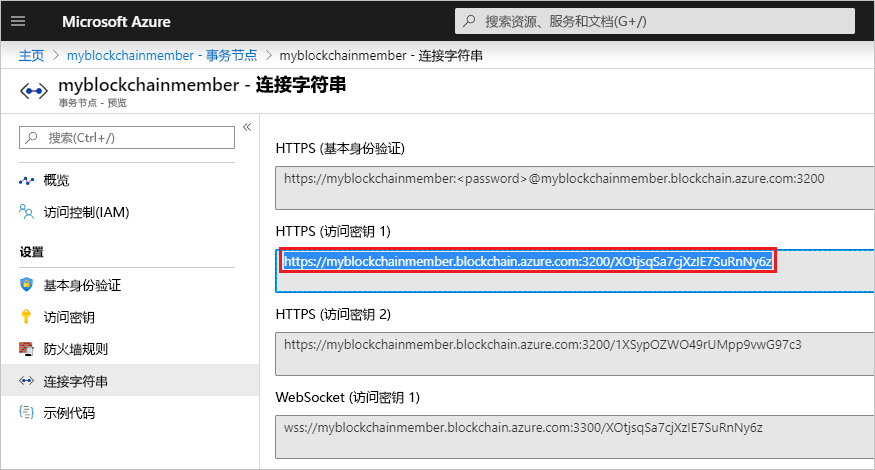 Microsoft Azure
搜索资源、服务和文档(G+/)
主页 > myblockchainmember - 事务节点 > myblockchainmember - 连接字符串
myblockchainmember - 连接字符串
事务节点 - 预览
搜索(Ctrl+/)
概览
访问控制(IAM)
设置
基本身份验证
访问密钥
防火墙规则
连接字符串
示例代码
HTTPS (基本身份验证)
https://myblockchainmember:<password>@myblockchainmember.blockchain.azure.com:3200
HTTPS (访问密钥 1)
https://myblockchainmember.blockchain.azure.com:3200/XOtjsqSa7cjXzIE7SuRnNy6z
HTTPS (访问密钥 2)
https://myblockchainmember.blockchain.azure.com:3200/1XSypOZWO49rUMpp9vwG97c3
WebSocket (访问密钥 1)
wss://myblockchainmember.blockchain.azure.com:3300/XOtjsqSa7cjXzIE7SuRnNy6z